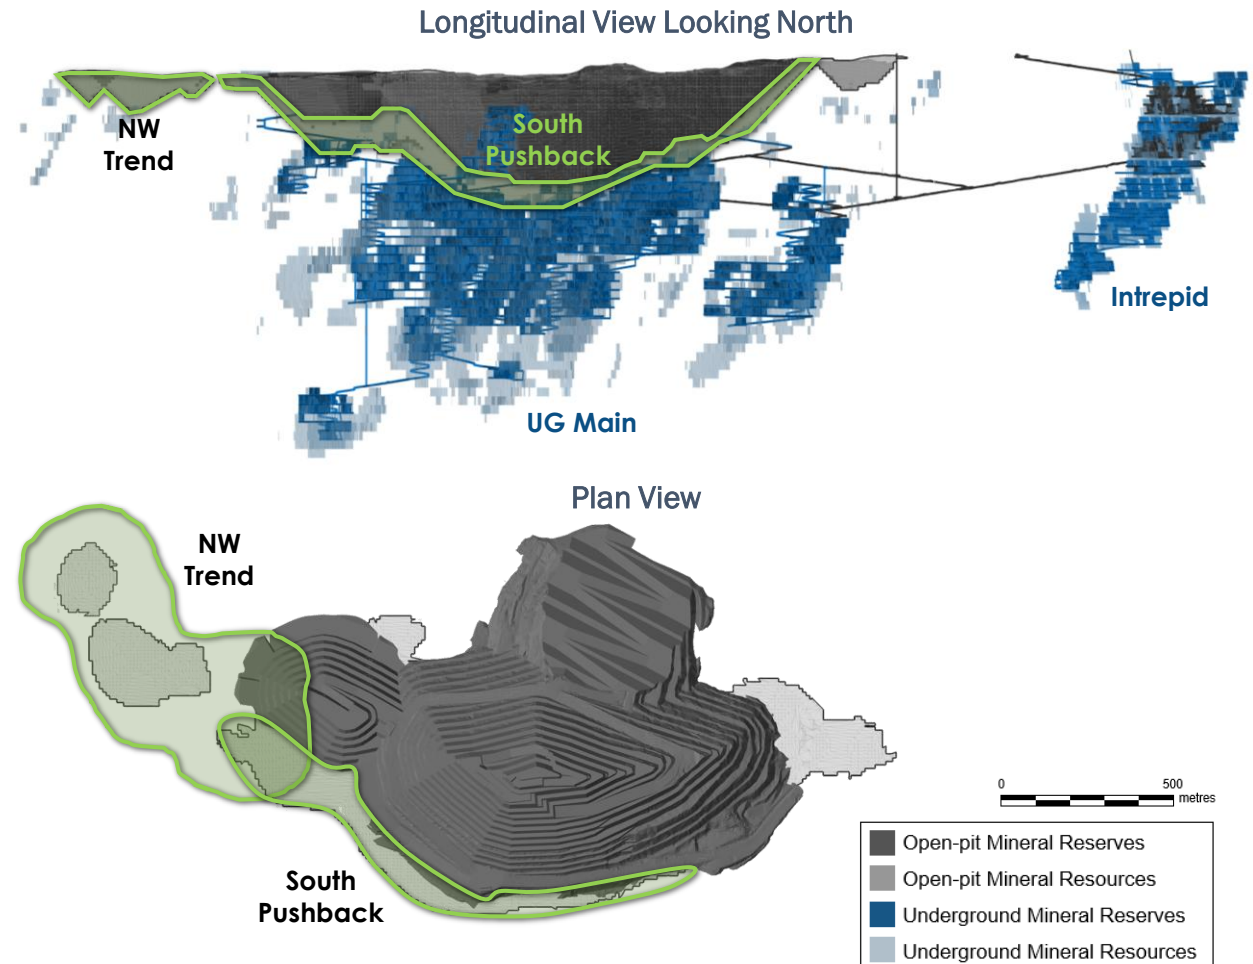 Longitudinal View Looking North
NW
Trend
South
Pushback
Intrepid
UG Main
Plan View
NW
Trend
South
Pushback
0 500
metres
Open-pit Mineral Reserves
Open-pit Mineral Resources
Underground Mineral Reserves
Underground Mineral Resources